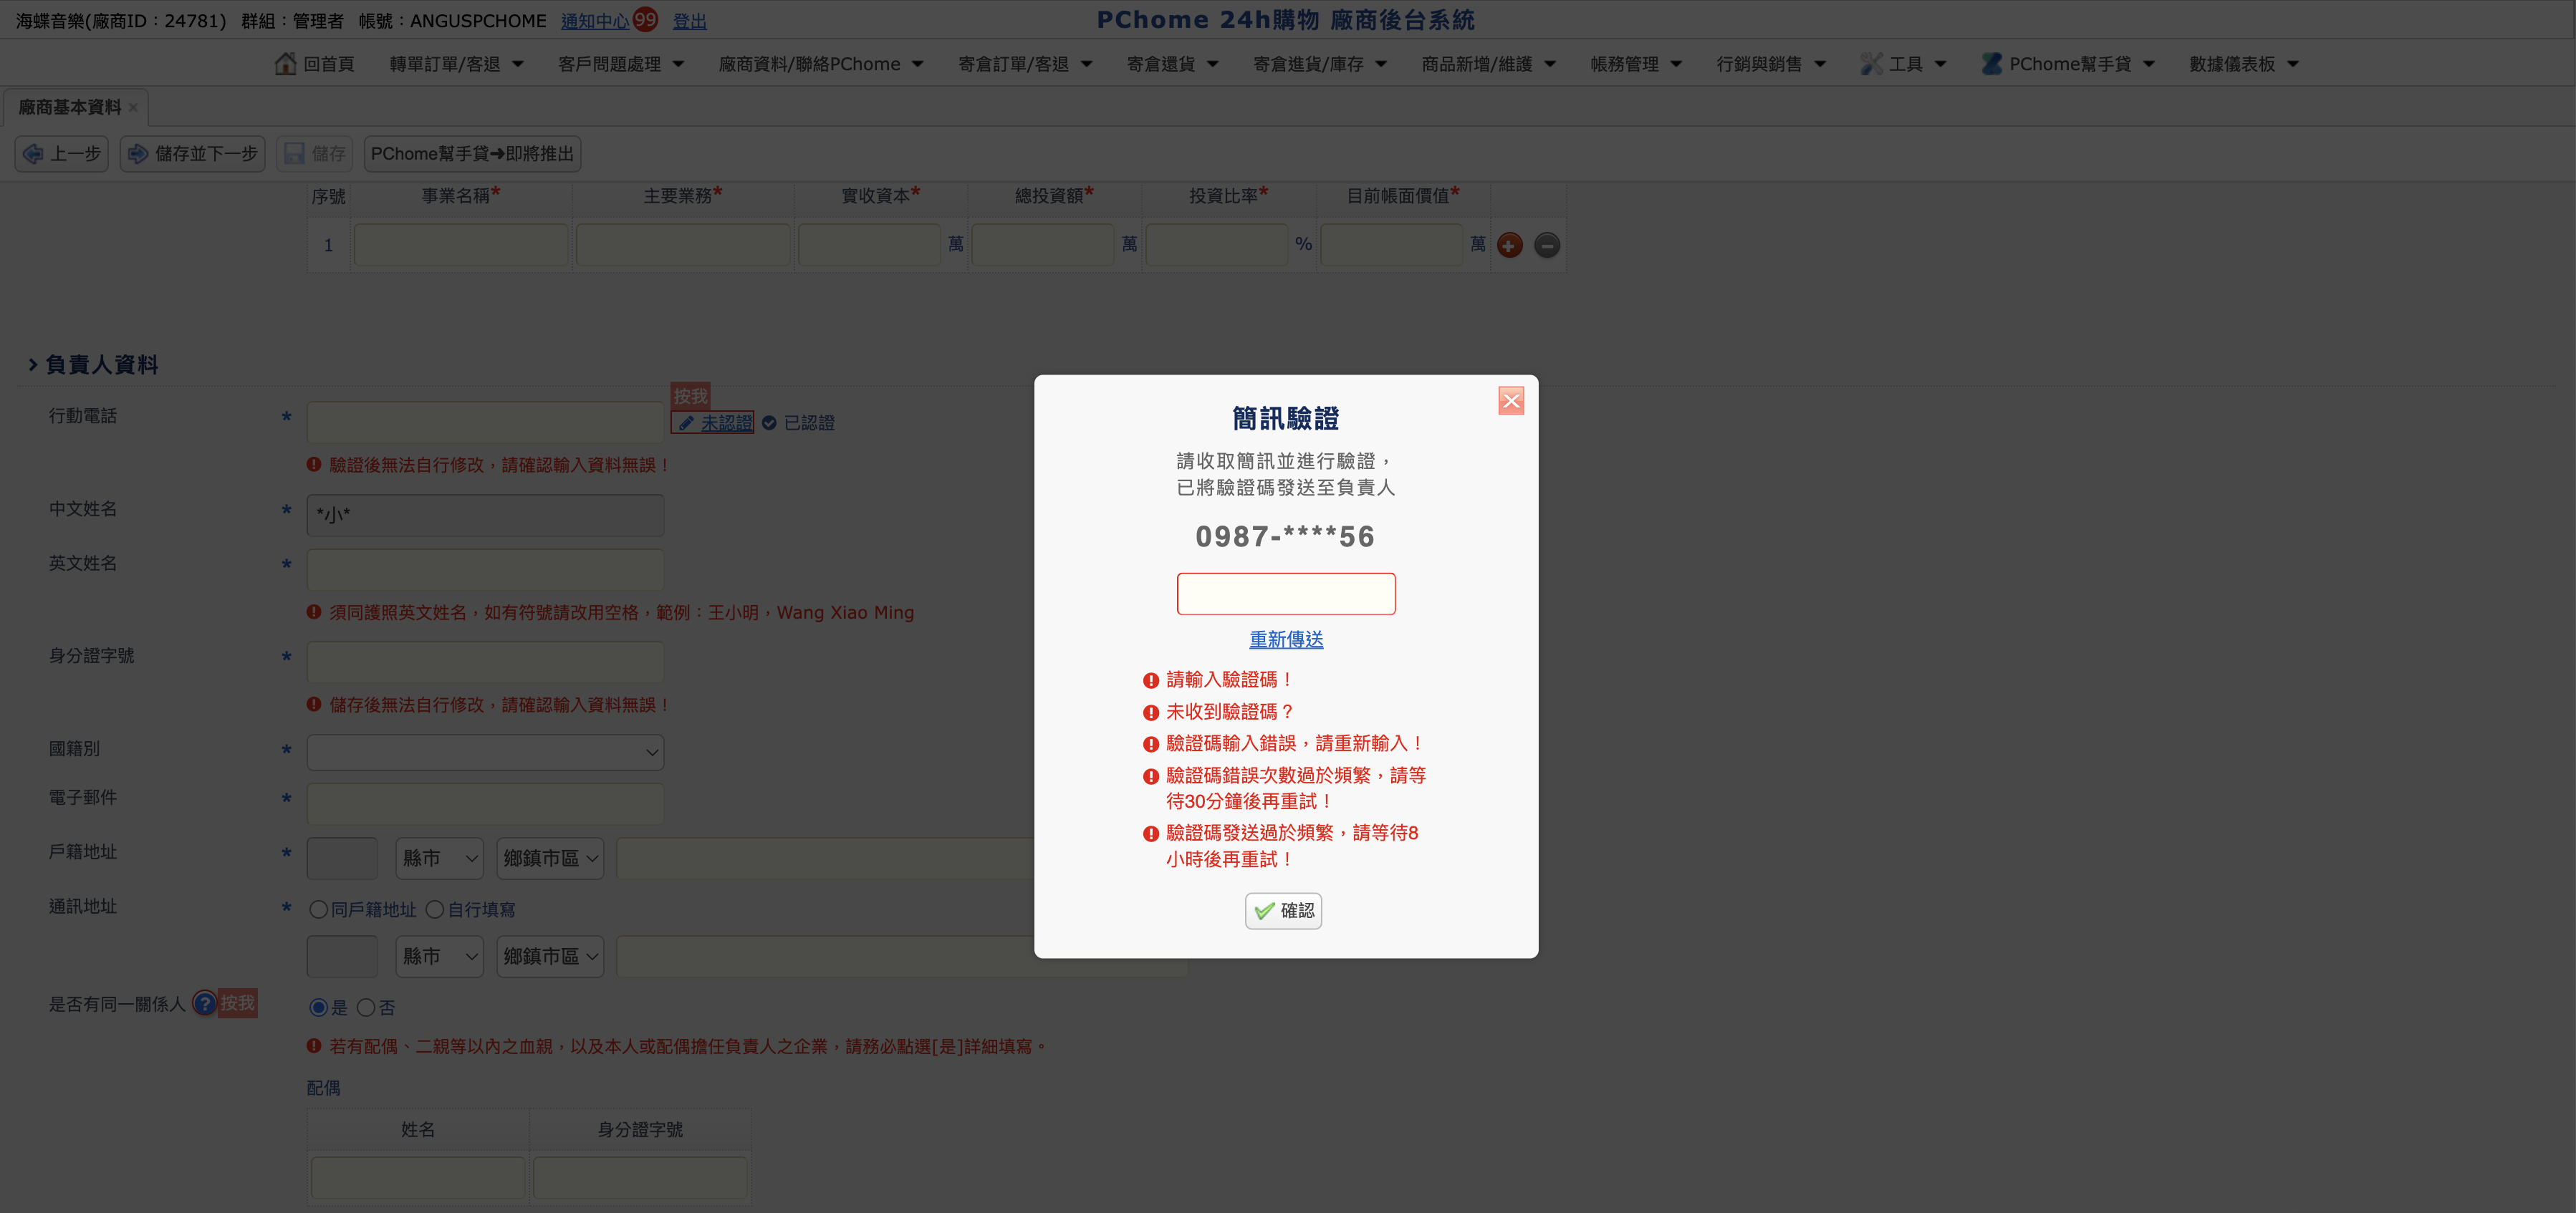 海蝶音樂(廠商ID：24781) 群組：管理者 帳號：ANGUSPCHOME 通知中心 99 登出
PChome 24h購物 廠商後台系統
回首頁 轉單訂單/客退 客戶問題處理 廠商資料/聯絡PChome 寄倉訂單/客退 寄倉還貨 寄倉進貨/庫存 商品新增/維護 帳務管理 行銷與銷售 工具 PChome幫手貸 數據儀表板
廠商基本資料 ×
上一步 儲存並下一步 儲存 PChome幫手貸➜即將推出
序號 事業名稱* 主要業務* 實收資本* 總投資額* 投資比率* 目前帳面價值*
1 萬 萬 % 萬
負責人資料
按我
行動電話 * 未認證 已認證
驗證後無法自行修改，請確認輸入資料無誤！
中文姓名 * *小*
英文姓名 *
須同護照英文姓名，如有符號請改用空格，範例：王小明，Wang Xiao Ming
身分證字號 *
儲存後無法自行修改，請確認輸入資料無誤！
國籍別 *
電子郵件 *
戶籍地址 * 縣市 鄉鎮市區
通訊地址 * 同戶籍地址 自行填寫
縣市 鄉鎮市區
是否有同一關係人 ? 按我 是 否
若有配偶、二親等以內之血親，以及本人或配偶擔任負責人之企業，請務必點選[是]詳細填寫。
配偶
姓名 身分證字號
簡訊驗證
請收取簡訊並進行驗證，
已將驗證碼發送至負責人
0987-****56
重新傳送
請輸入驗證碼！
未收到驗證碼？
驗證碼輸入錯誤，請重新輸入！
驗證碼錯誤次數過於頻繁，請等
待30分鐘後再重試！
驗證碼發送過於頻繁，請等待8
小時後再重試！
確認